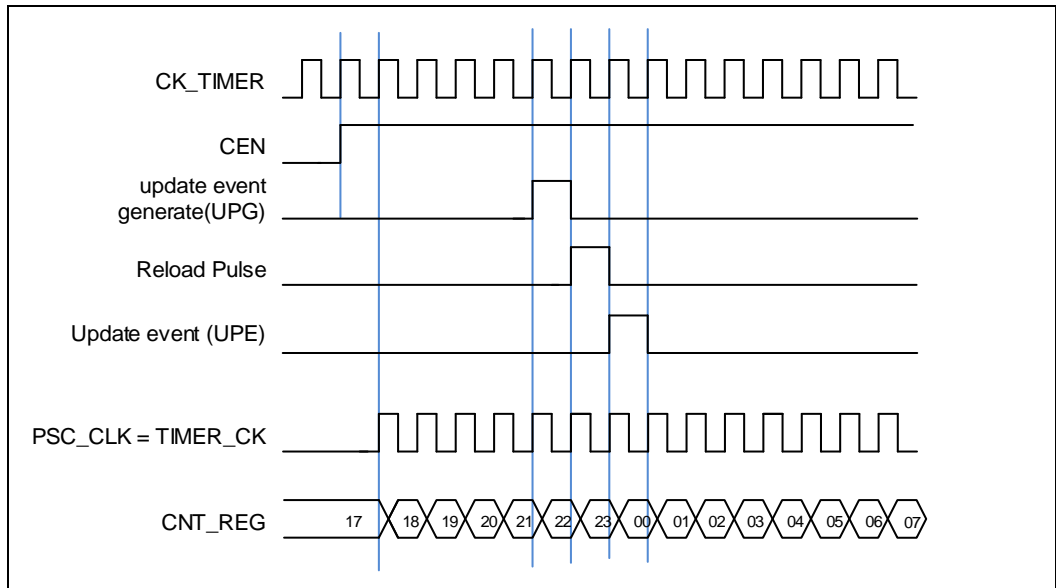 CK_TIMER
CEN
update event
generate(UPG)
Reload Pulse
Update event (UPE)
PSC_CLK = TIMER_CK
CNT_REG 17 18 19 20 21 22 23 00 01 02 03 04 05 06 07